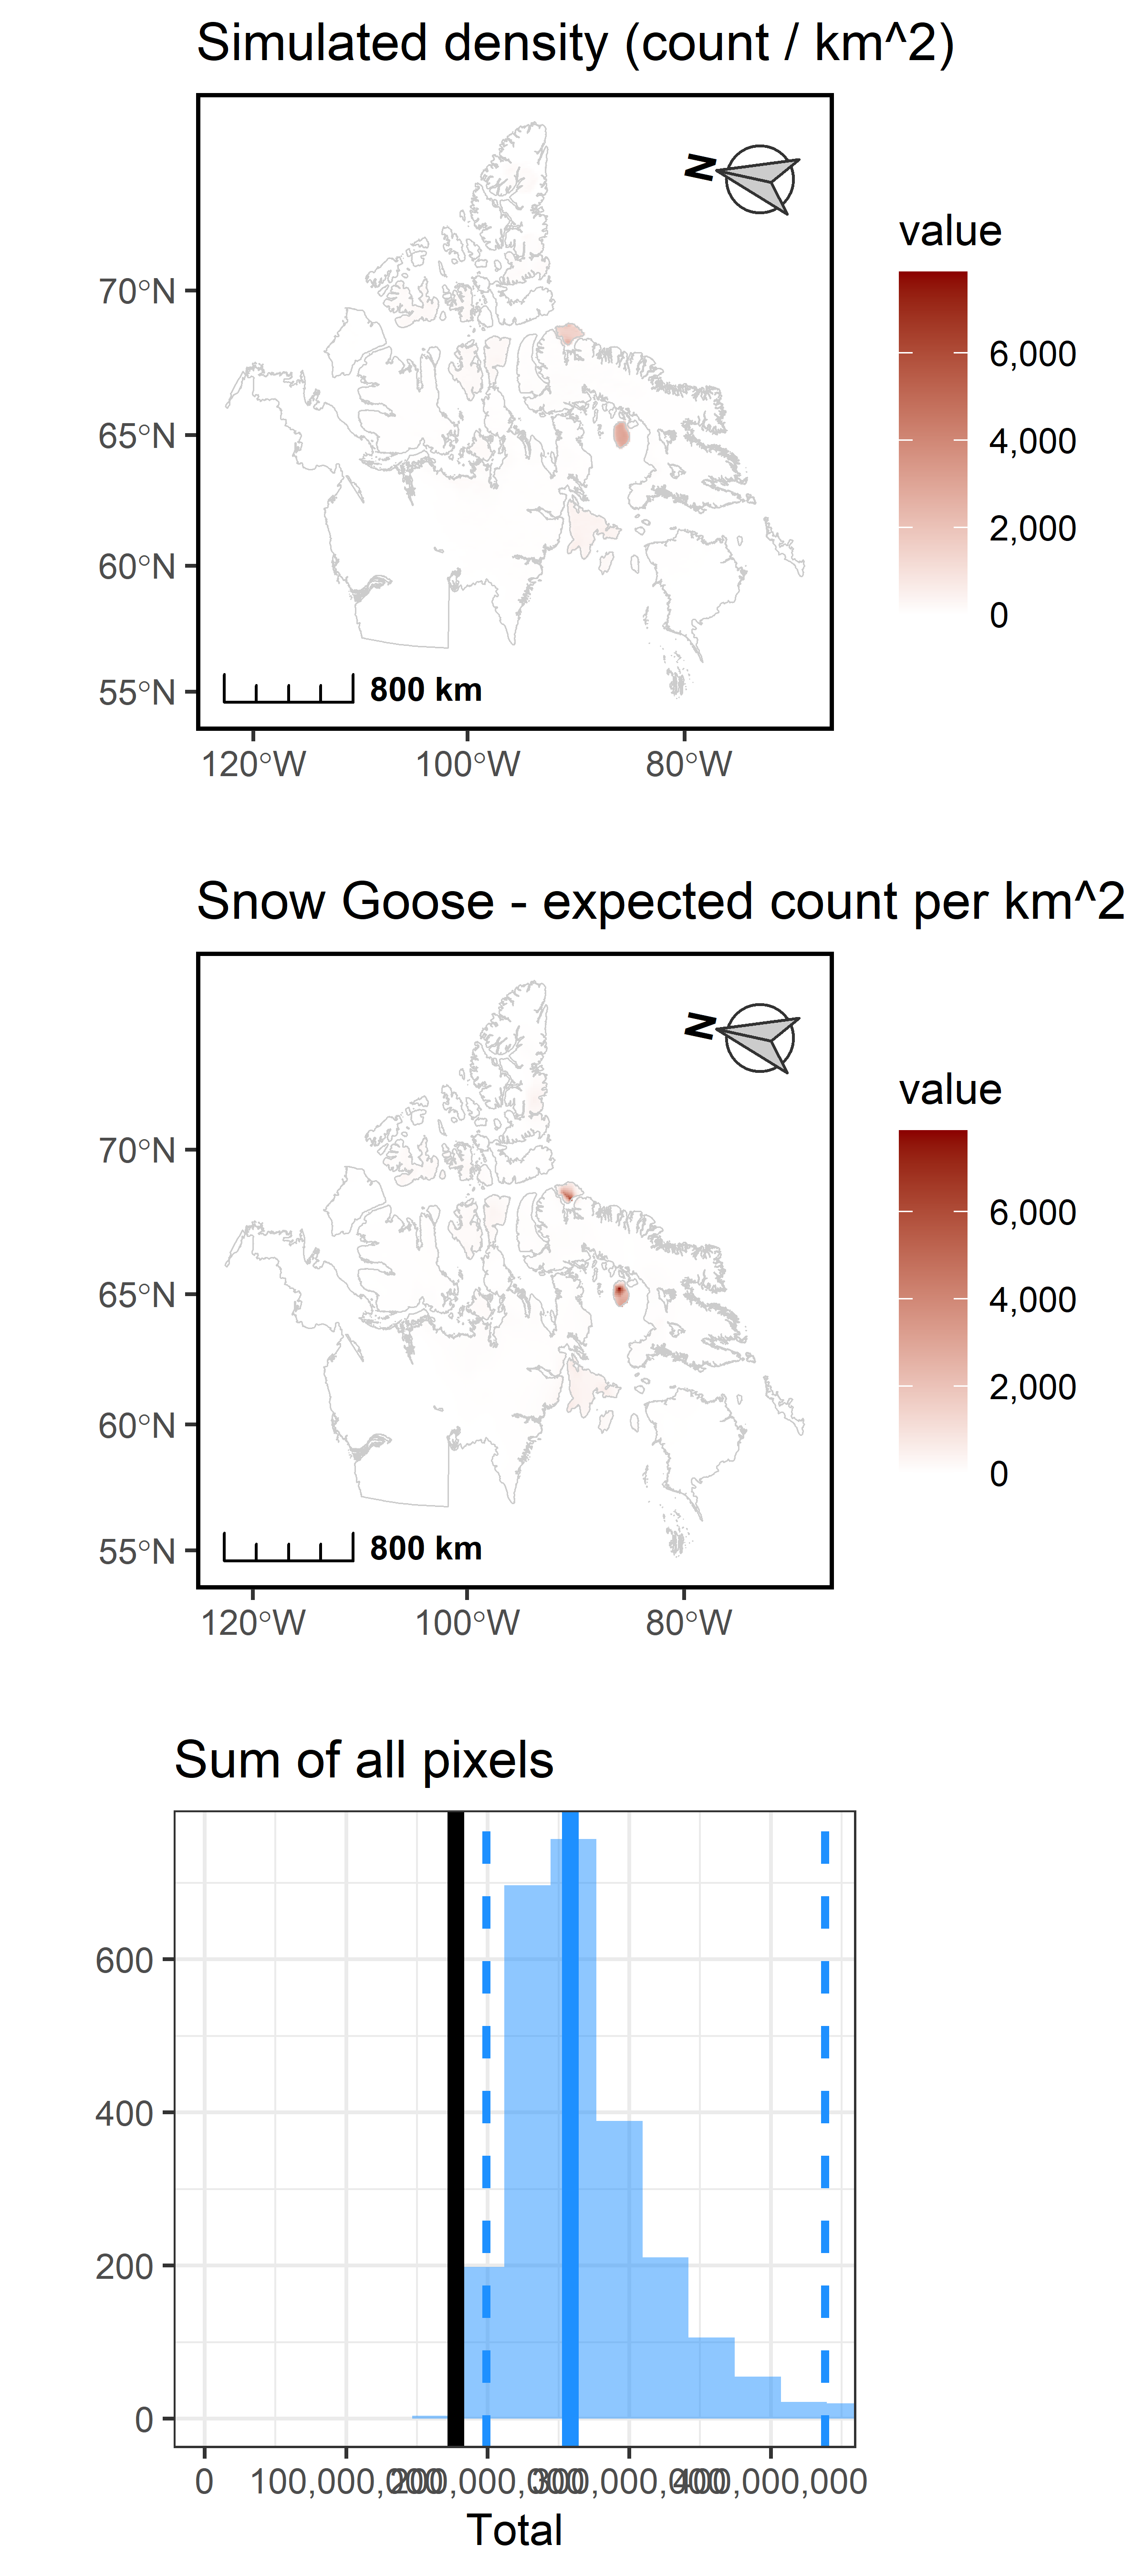 Simulated density (count / km^2)
N
value
70°N
6,000
65°N
4,000
2,000
60°N
0
55°N
800 km
120°W 100°W 80°W
Snow Goose - expected count per km^2
N
value
70°N
6,000
65°N
4,000
2,000
60°N
0
55°N
800 km
120°W 100°W 80°W
Sum of all pixels
600
400
200
0
0 100,000,000 200,000,000 300,000,000 400,000,000
Total